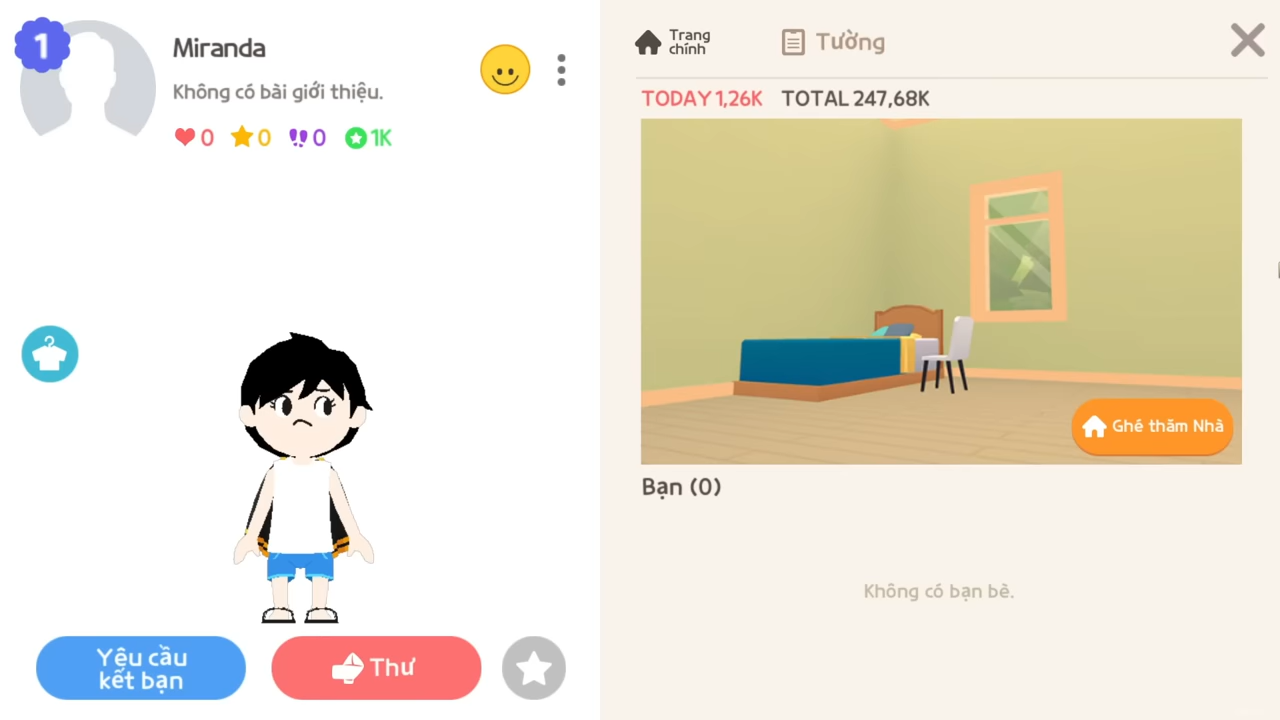 1
Miranda
Không có bài giới thiệu.
0 0 0 1K
Yêu cầu
kết bạn
Thư
Trang
chính
Tường
TODAY 1,26K TOTAL 247,68K
Ghé thăm Nhà
Bạn (0)
Không có bạn bè.